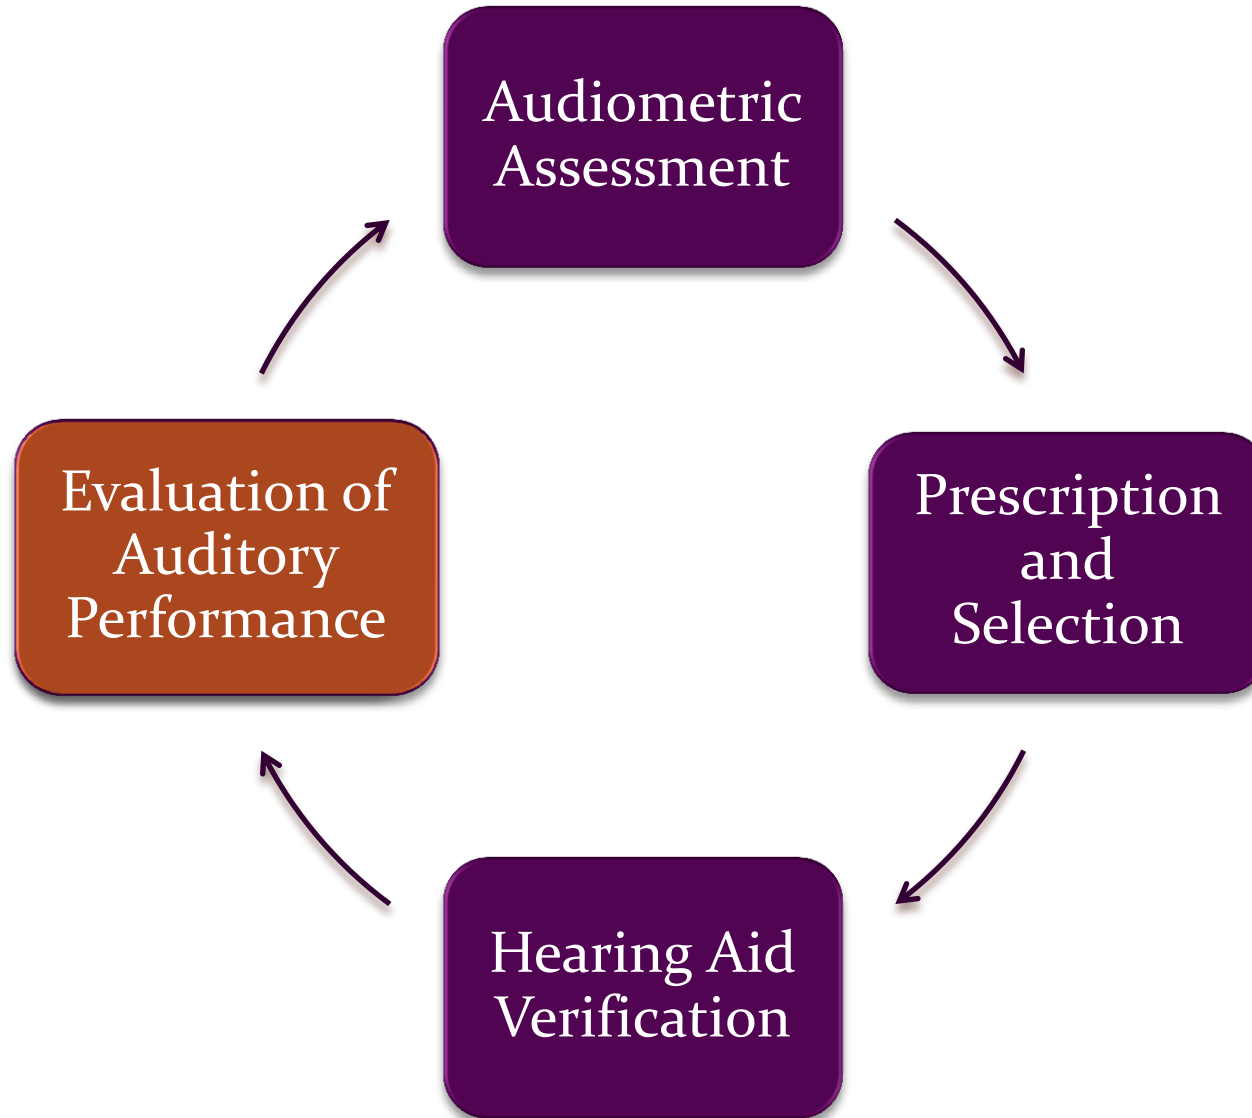 Audiometric
Assessment
Prescription
and
Selection
Hearing Aid
Verification
Evaluation of
Auditory
Performance